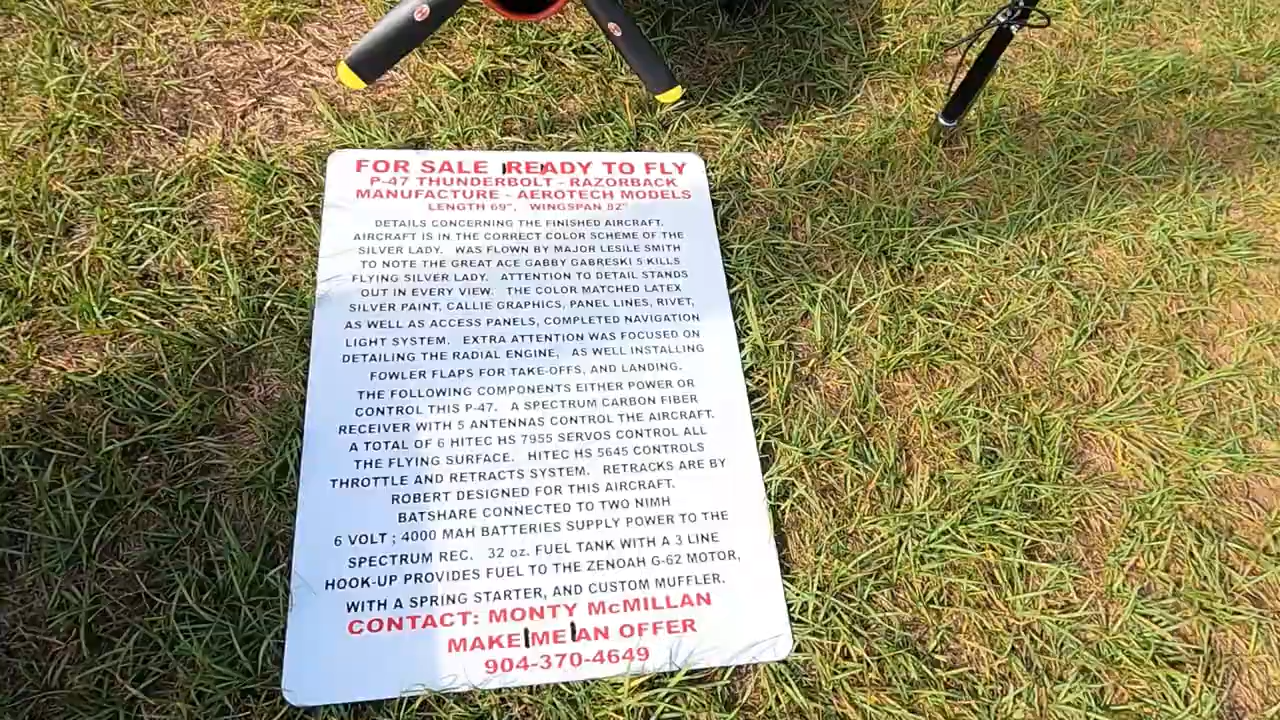 FOR SALE READY TO FLY
P-47 THUNDERBOLT - RAZORBACK
MANUFACTURE - AEROTECH MODELS
LENGTH 69", WINGSPAN 82"
DETAILS CONCERNING THE FINISHED AIRCRAFT.
AIRCRAFT IS IN THE CORRECT COLOR SCHEME OF THE
SILVER LADY. WAS FLOWN BY MAJOR LESILE SMITH
TO NOTE THE GREAT ACE GABBY GABRESKI 5 KILLS
FLYING SILVER LADY. ATTENTION TO DETAIL STANDS
OUT IN EVERY VIEW. THE COLOR MATCHED LATEX
SILVER PAINT, CALLIE GRAPHICS, PANEL LINES, RIVET,
AS WELL AS ACCESS PANELS, COMPLETED NAVIGATION
LIGHT SYSTEM. EXTRA ATTENTION WAS FOCUSED ON
DETAILING THE RADIAL ENGINE, AS WELL INSTALLING
FOWLER FLAPS FOR TAKE-OFFS, AND LANDING.
THE FOLLOWING COMPONENTS EITHER POWER OR
CONTROL THIS P-47. A SPECTRUM CARBON FIBER
RECEIVER WITH 5 ANTENNAS CONTROL THE AIRCRAFT.
A TOTAL OF 6 HITEC HS 7955 SERVOS CONTROL ALL
THE FLYING SURFACE. HITEC HS 5645 CONTROLS
THROTTLE AND RETRACTS SYSTEM. RETRACKS ARE BY
ROBERT DESIGNED FOR THIS AIRCRAFT.
BATSHARE CONNECTED TO TWO NIMH
6 VOLT ; 4000 MAH BATTERIES SUPPLY POWER TO THE
SPECTRUM REC. 32 oz. FUEL TANK WITH A 3 LINE
HOOK-UP PROVIDES FUEL TO THE ZENOAH G-62 MOTOR,
WITH A SPRING STARTER, AND CUSTOM MUFFLER.
CONTACT: MONTY McMILLAN
MAKE ME AN OFFER
904-370-4649